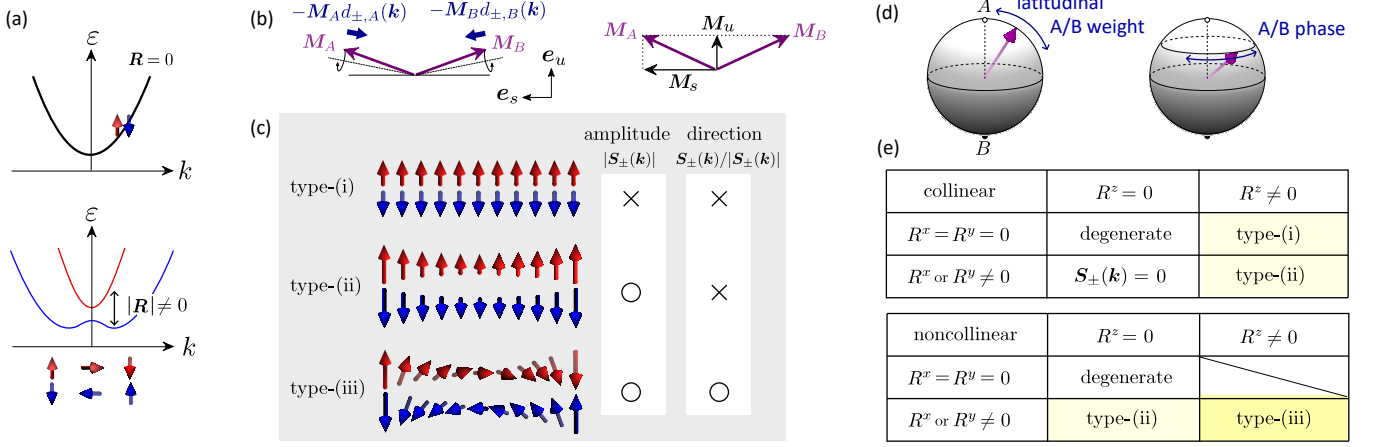 (a)
ε
R = 0
k
ε
|R| ≠ 0
k
(b)
−M_A d_{±,A}(k)
−M_B d_{±,B}(k)
M_A
M_B
e_u
e_s
M_A
M_u
M_B
M_s
(c)
amplitude
direction
|S_±(k)|
S_±(k)/|S_±(k)|
type-(i)
×
×
type-(ii)
○
×
type-(iii)
○
○
(d)
A
latitudinal
A/B weight
A/B phase
B
(e)
collinear
R^z = 0
R^z ≠ 0
R^x = R^y = 0
degenerate
type-(i)
R^x or R^y ≠ 0
S_±(k) = 0
type-(ii)
noncollinear
R^z = 0
R^z ≠ 0
R^x = R^y = 0
degenerate
R^x or R^y ≠ 0
type-(ii)
type-(iii)